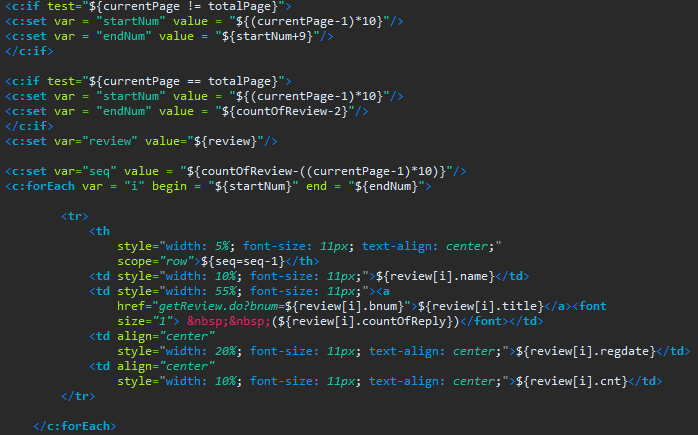 <c:if test="${currentPage != totalPage}">
<c:set var = "startNum" value = "${(currentPage-1)*10}"/>
<c:set var = "endNum" value = "${startNum+9}"/>
</c:if>
<c:if test="${currentPage == totalPage}">
<c:set var = "startNum" value = "${(currentPage-1)*10}"/>
<c:set var = "endNum" value = "${countOfReview-2}"/>
</c:if>
<c:set var="review" value="${review}"/>
<c:set var="seq" value = "${countOfReview-((currentPage-1)*10)}"/>
<c:forEach var = "i" begin = "${startNum}" end = "${endNum}">
<tr>
<th
style="width: 5%; font-size: 11px; text-align: center;"
scope="row">${seq=seq-1}</th>
<td style="width: 10%; font-size: 11px;">${review[i].name}</td>
<td style="width: 55%; font-size: 11px;"><a
href="getReview.do?bnum=${review[i].bnum}">${review[i].title}</a><font
size="1"> &nbsp;&nbsp;(${review[i].countOfReply})</font></td>
<td align="center"
style="width: 20%; font-size: 11px; text-align: center;">${review[i].regdate}</td>
<td align="center"
style="width: 10%; font-size: 11px; text-align: center;">${review[i].cnt}</td>
</tr>
</c:forEach>